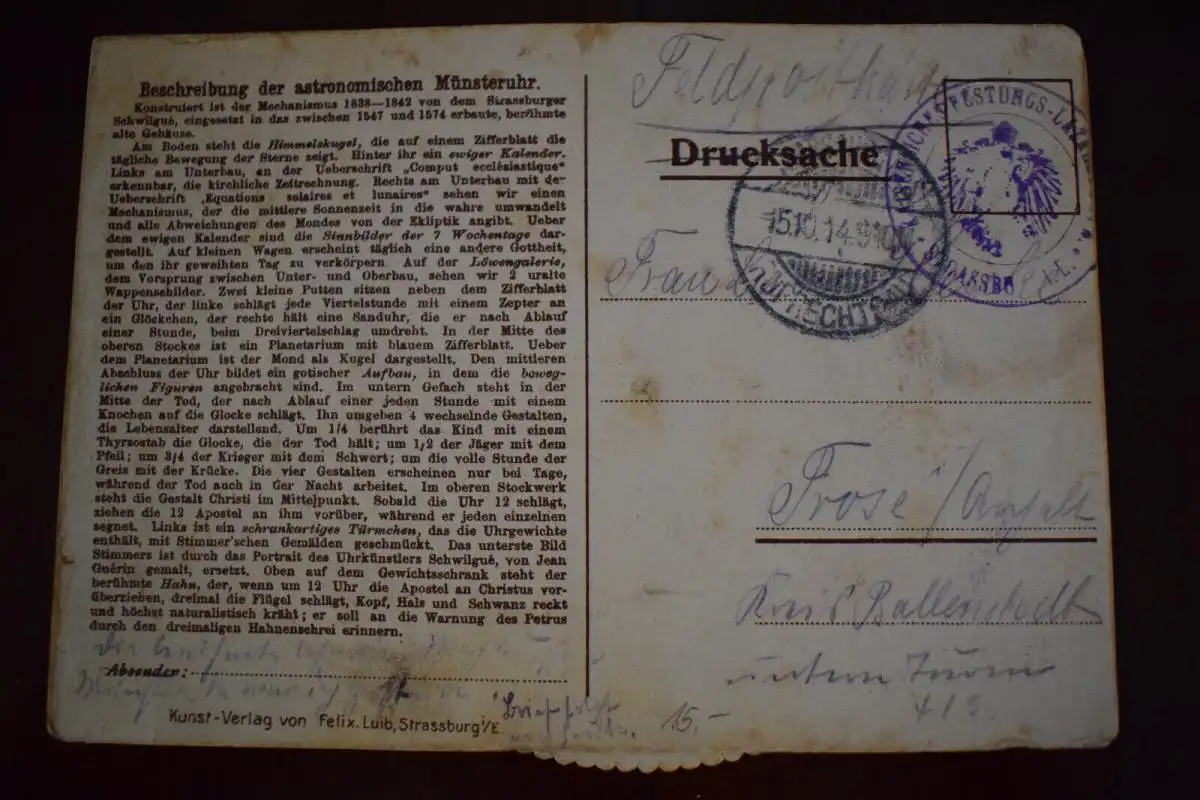 Beschreibung der astronomischen Münsteruhr.
Konstruiert ist der Mechanismus 1838—1842 von dem Strassburger
Schwilgué, eingesetzt in das zwischen 1547 und 1574 erbaute, berühmte
alte Gehäuse.
Am Boden steht die Himmelskugel, die auf einem Zifferblatt die
tägliche Bewegung der Sterne zeigt. Hinter ihr ein ewiger Kalender.
Links am Unterbau, an der Ueberschrift „Comput ecclésiastique"
erkennbar, die kirchliche Zeitrechnung. Rechts am Unterbau mit der
Ueberschrift „Equations solaires et lunaires" sehen wir einen
Mechanismus, der die mittlere Sonnenzeit in die wahre umwandelt
und alle Abweichungen des Mondes von der Ekliptik angibt. Ueber
dem ewigen Kalender sind die Sinnbilder der 7 Wochentage dar-
gestellt. Auf kleinen Wagen erscheint täglich eine andere Gottheit,
um den ihr geweihten Tag zu verkörpern. Auf der Löwengalerie,
dem Vorsprung zwischen Unter- und Oberbau, sehen wir 2 uralte
Wappenschilder. Zwei kleine Putten sitzen neben dem Zifferblatt
der Uhr, der linke schlägt jede Viertelstunde mit einem Zepter an
ein Glöckchen, der rechte hält eine Sanduhr, die er nach Ablauf
einer Stunde, beim Dreiviertelschlag umdreht. In der Mitte des
oberen Stockes ist ein Planetarium mit blauem Zifferblatt. Ueber
dem Planetarium ist der Mond als Kugel dargestellt. Den mittleren
Abschluss der Uhr bildet ein gotischer Aufbau, in dem die beweg-
lichen Figuren angebracht sind. Im untern Gefach steht in der
Mitte der Tod, der nach Ablauf einer jeden Stunde mit einem
Knochen auf die Glocke schlägt. Ihn umgeben 4 wechselnde Gestalten,
die Lebensalter darstellend. Um 1/4 berührt das Kind mit einem
Thyrsostab die Glocke, die der Tod hält; um 1/2 der Jäger mit dem
Pfeil; um 3/4 der Krieger mit dem Schwert; um die volle Stunde der
Greis mit der Krücke. Die vier Gestalten erscheinen nur bei Tage,
während der Tod auch in der Nacht arbeitet. Im oberen Stockwerk
steht die Gestalt Christi im Mittelpunkt. Sobald die Uhr 12 schlägt,
ziehen die 12 Apostel an ihm vorüber, während er jeden einzelnen
segnet. Links ist ein schrankartiges Türmchen, das die Uhrgewichte
enthält, mit Stimmer'schen Gemälden geschmückt. Das unterste Bild
Stimmers ist durch das Portrait des Uhrkünstlers Schwilgué, von Jean
Guérin gemalt, ersetzt. Oben auf dem Gewichtsschrank steht der
berühmte Hahn, der, wenn um 12 Uhr die Apostel an Christus vor-
überziehen, dreimal die Flügel schlägt, Kopf, Hals und Schwanz reckt
und höchst naturalistisch kräht; er soll an die Warnung des Petrus
durch den dreimaligen Hahnenschrei erinnern.
Absender:
Kunst-Verlag von Felix Luib, Strassburg i/E.
Brief folgt
15.-
Feldpostkarte
Drucksache
FESTUNGS-
15.10.14.9-10
Frau
Frose i/Anhalt
Kreis Ballenstedt
untern Turm